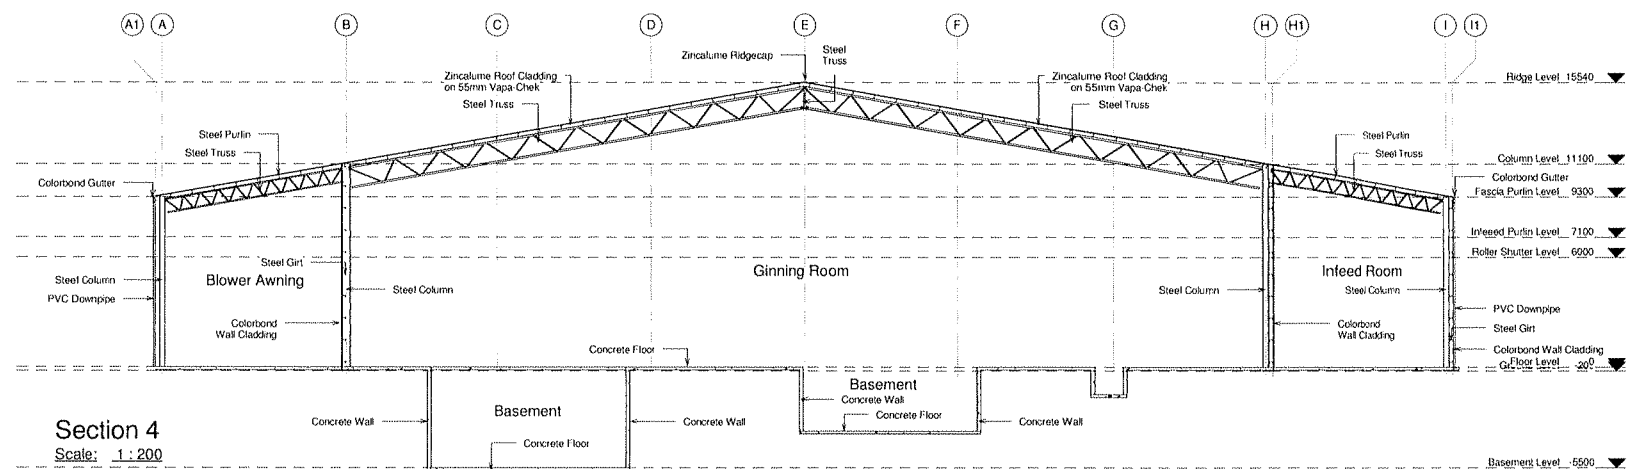 A1 A B C D E F G H H1 I I1
Zincalume Ridgecap
Steel
Truss
Ridge Level 15540
Zincalume Roof Cladding
on 55mm Vapa-Chek
Steel Truss
Zincalume Roof Cladding
on 55mm Vapa-Chek
Steel Truss
Steel Purlin
Steel Truss
Steel Purlin
Steel Truss
Column Level 11100
Colorbond Gutter
Colorbond Gutter
Fascia Purlin Level 9300
Infeeed Purlin Level 7100
Roller Shutter Level 6000
Steel Girt
Blower Awning
Ginning Room
Infeed Room
Steel Column
Steel Column
Steel Column
Steel Column
PVC Downpipe
PVC Downpipe
Colorbond
Wall Cladding
Colorbond
Wall Cladding
Steel Girt
Concrete Floor
Colorbond Wall Cladding
Floor Level 0
-200
Basement
Concrete Wall
Basement
Concrete Floor
Concrete Wall
Concrete Wall
Concrete Wall
Concrete Floor
Section 4
Scale: 1 : 200
Basement Level -5500